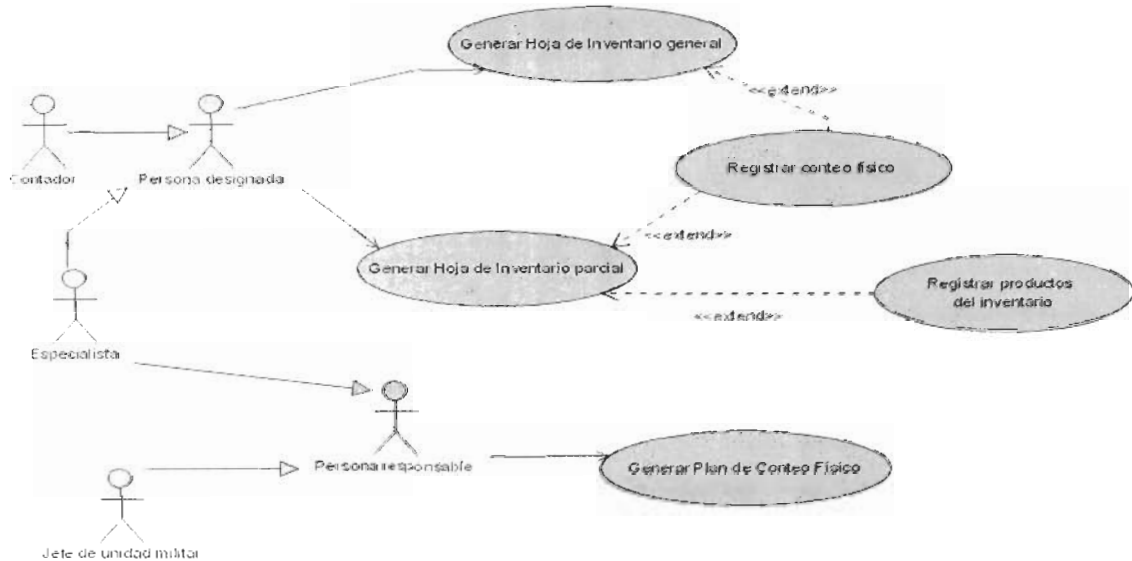 Generar Hoja de Inventario general
<<extend>>
Contador
Persona designada
Registrar conteo físico
<<extend>>
Generar Hoja de Inventario parcial
Registrar productos
del inventario
<<extend>>
Especialista
Persona responsable
Generar Plan de Conteo Físico
Jefe de unidad militar